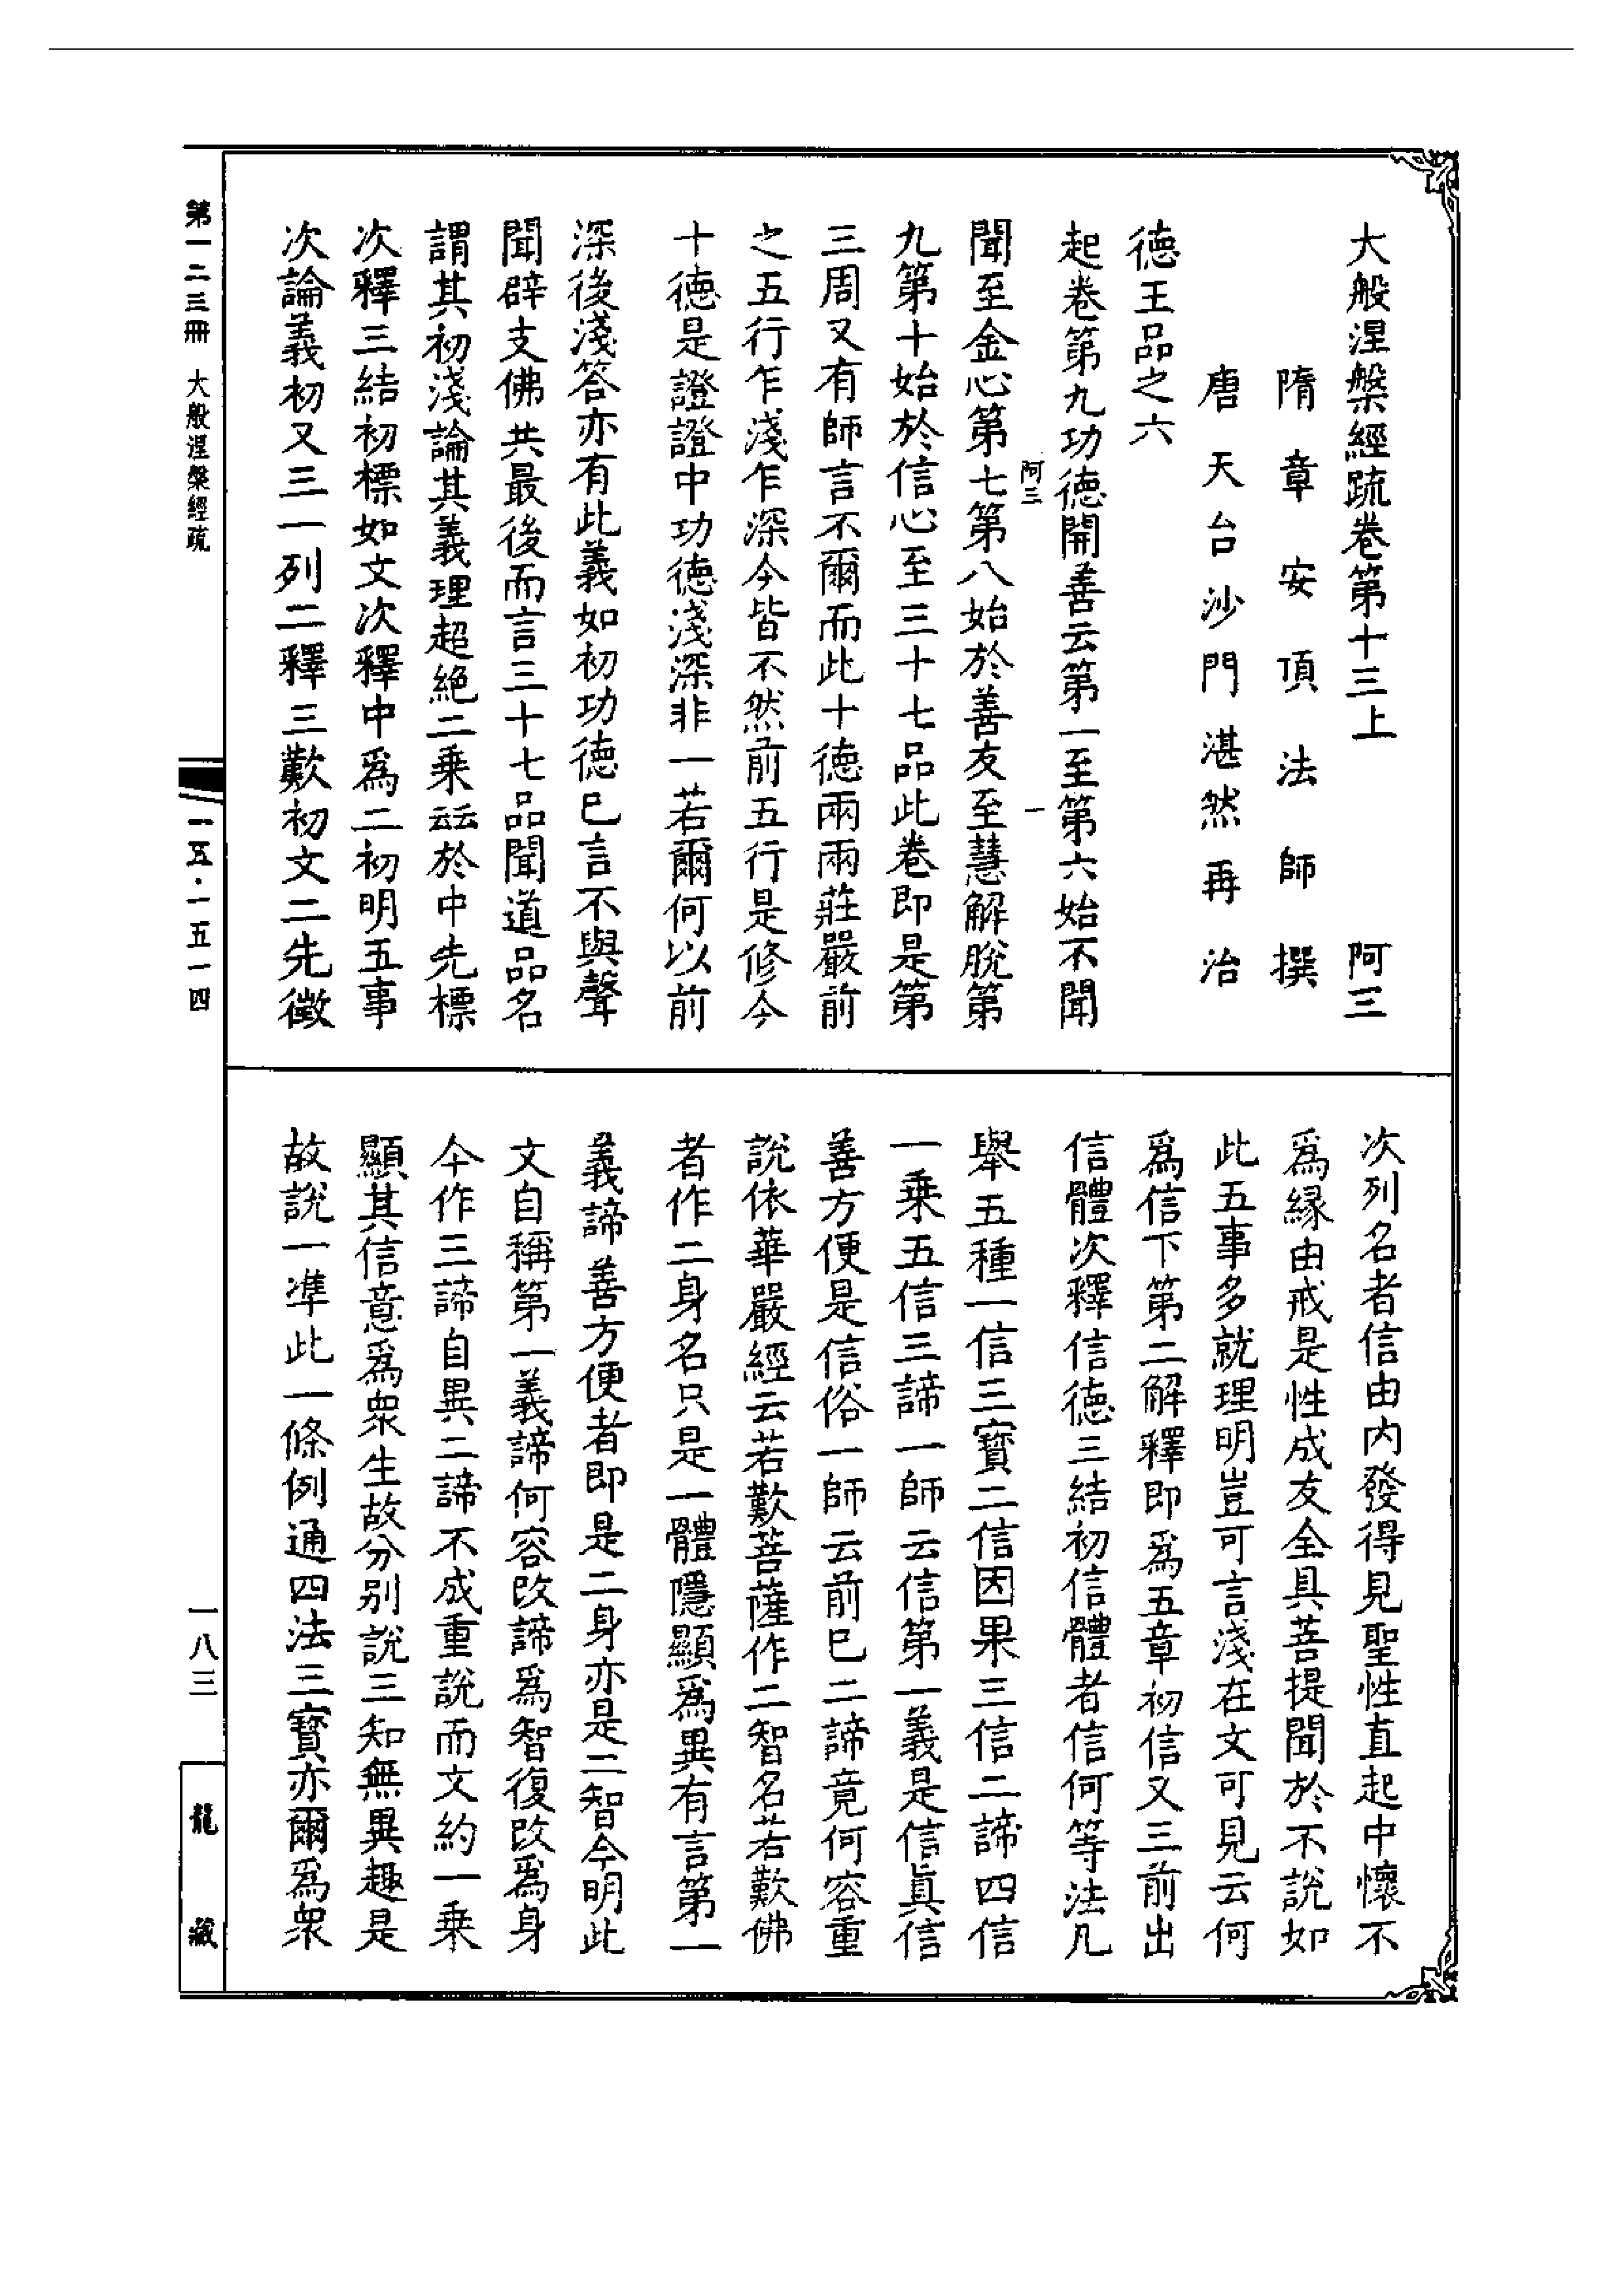 大般涅槃經疏卷第十三上　阿三
隋章安頂法師撰
唐天台沙門湛然再治
德王品之六
起卷第九功德開善云第一至第六始不聞
阿三　一
聞至金心第七第八始於善友至慧解脫第
九第十始於信心至三十七品此卷即是第
三周又有師言不爾而此十德兩兩莊嚴前
之五行乍淺乍深今皆不然前五行是修今
十德是證證中功德淺深非一若爾何以前
深後淺答亦有此義如初功德已言不與聲
聞辟支佛共最後而言三十七品聞道品名
謂其初淺論其義理超絶二乘云云於中先標
次釋三結初標如文次釋中爲二初明五事
次論義初又三一列二釋三歎初文二先徵
次列名者信由內發得見聖性直起中懷不
爲緣由戒是性成友全具菩提聞於不說如
此五事多就理明豈可言淺在文可見云何
爲信下第二解釋即爲五章初信又三前出
信體次釋信德三結初信體者信何等法凡
舉五種一信三寶二信因果三信二諦四信
一乘五信三諦一師云信第一義是信眞信
善方便是信俗一師云前已二諦竟何容重
說依華嚴經云若歎菩薩作二智名若歎佛
者作二身名只是一體隱顯爲異有言第一
義諦善方便者即是二身亦是二智今明此
文自稱第一義諦何容改諦爲智復改爲身
今作三諦自異二諦不成重說而文約一乘
顯其信意爲衆生故分別說三知無異趣是
故說一準此一條例通四法三寶亦爾爲衆
第一二三冊　大般涅槃經疏
一五·一五一四
一八三
龍藏